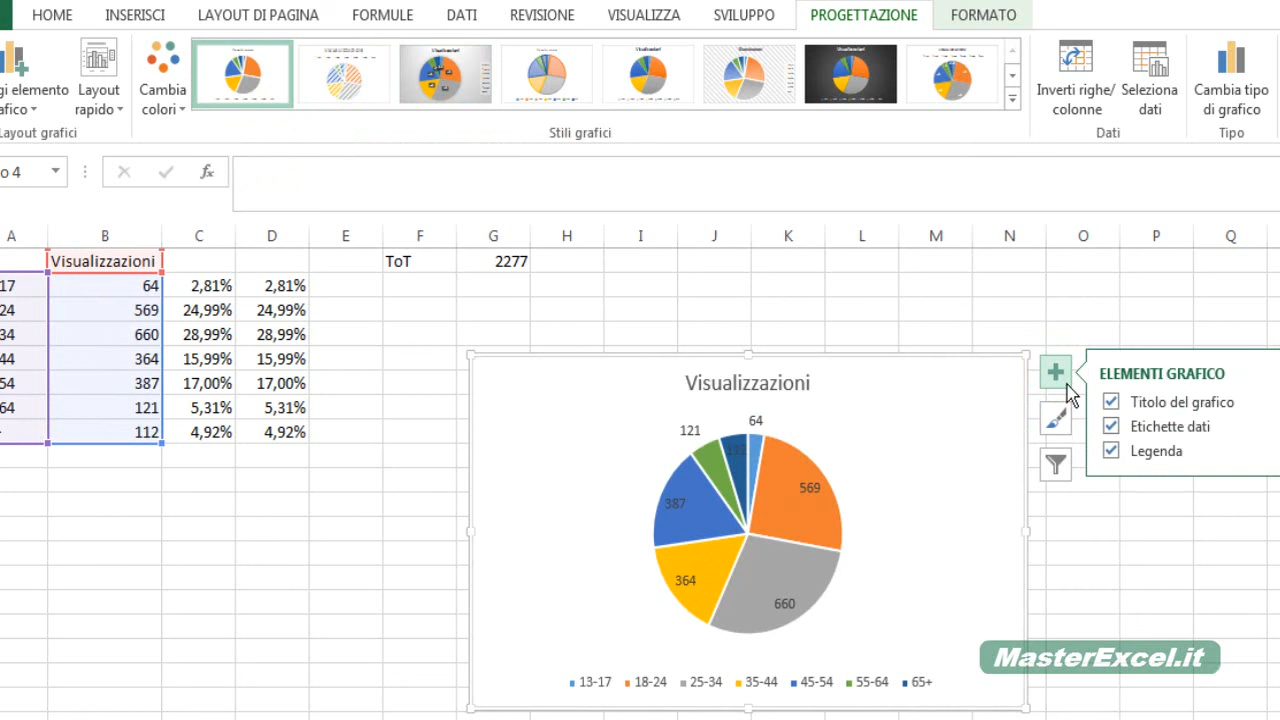 HOME INSERISCI LAYOUT DI PAGINA FORMULE DATI REVISIONE VISUALIZZA SVILUPPO PROGETTAZIONE FORMATO
gi elemento
afico
Layout
rapido
Cambia
colori
Inverti righe/
colonne
Seleziona
dati
Cambia tipo
di grafico
ayout grafici
Stili grafici
Dati
Tipo
o 4
fx
A B C D E F G H I J K L M N O P Q
Visualizzazioni ToT 2277
17 64 2,81% 2,81%
24 569 24,99% 24,99%
34 660 28,99% 28,99%
44 364 15,99% 15,99%
54 387 17,00% 17,00%
64 121 5,31% 5,31%
112 4,92% 4,92%
Visualizzazioni
64
121
112
569
387
364
660
13-17 18-24 25-34 35-44 45-54 55-64 65+
ELEMENTI GRAFICO
Titolo del grafico
Etichette dati
Legenda
MasterExcel.it